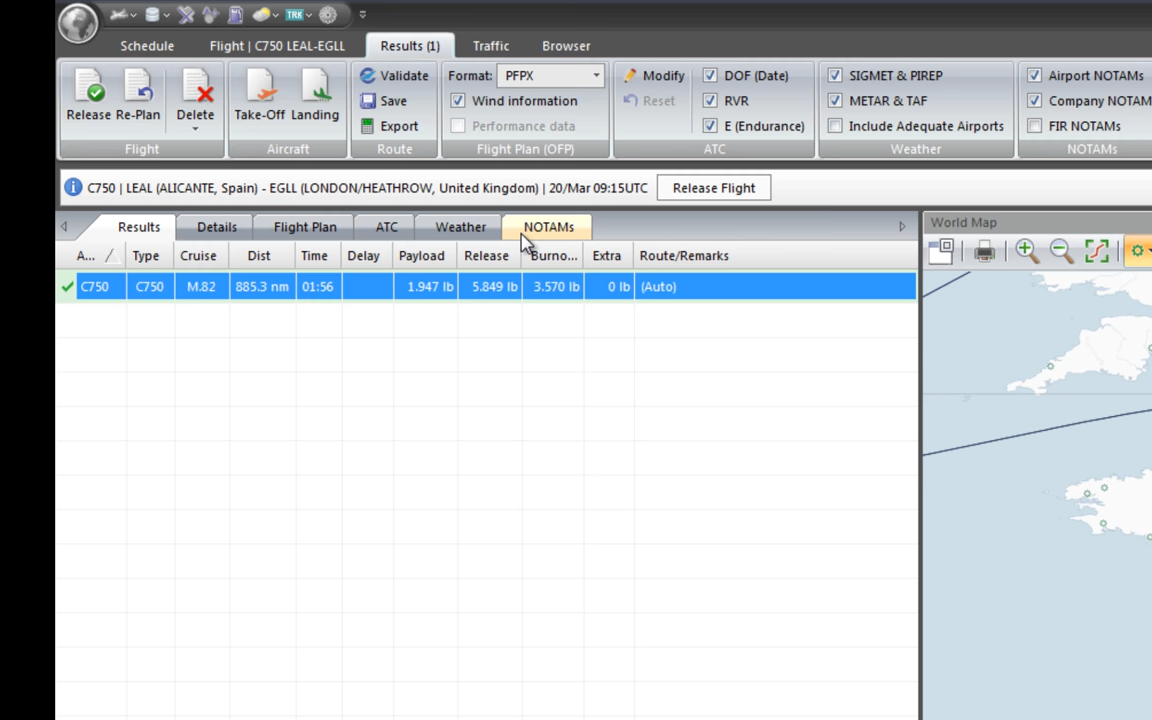 TRK
Schedule Flight | C750 LEAL-EGLL Results (1) Traffic Browser
Validate Format: PFPX Modify DOF (Date) SIGMET & PIREP Airport NOTAMs
Release Re-Plan Delete Take-Off Landing Save Wind information Reset RVR METAR & TAF Company NOTAM
Export Performance data E (Endurance) Include Adequate Airports FIR NOTAMs
Flight Aircraft Route Flight Plan (OFP) ATC Weather NOTAMs
C750 | LEAL (ALICANTE, Spain) - EGLL (LONDON/HEATHROW, United Kingdom) | 20/Mar 09:15UTC Release Flight
Results Details Flight Plan ATC Weather NOTAMs World Map
A... Type Cruise Dist Time Delay Payload Release Burno... Extra Route/Remarks
C750 C750 M.82 885.3 nm 01:56 1.947 lb 5.849 lb 3.570 lb 0 lb (Auto)